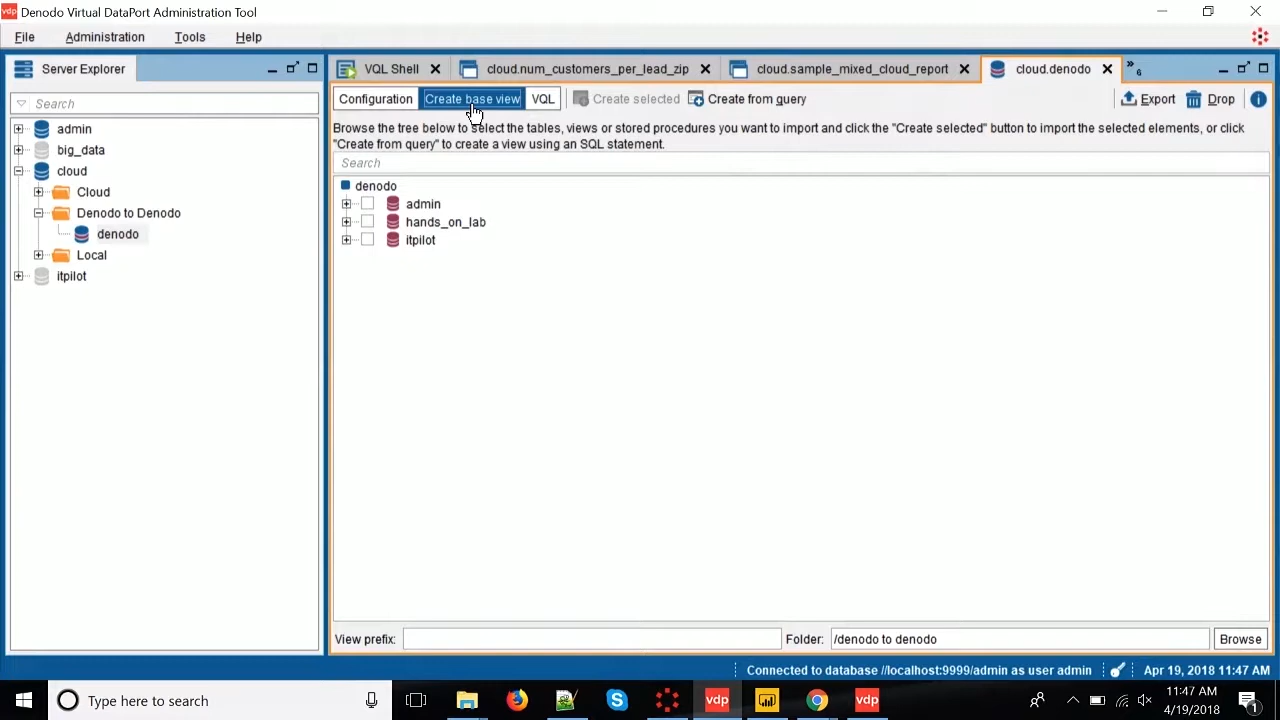 vdp Denodo Virtual DataPort Administration Tool
File Administration Tools Help
Server Explorer
Search
admin
big_data
cloud
Cloud
Denodo to Denodo
denodo
Local
itpilot
VQL Shell cloud.num_customers_per_lead_zip cloud.sample_mixed_cloud_report cloud.denodo » 6
Configuration Create base view VQL Create selected Create from query Export Drop i
Browse the tree below to select the tables, views or stored procedures you want to import and click the "Create selected" button to import the selected elements, or click
"Create from query" to create a view using an SQL statement.
Search
denodo
admin
hands_on_lab
itpilot
View prefix: Folder: /denodo to denodo Browse
Connected to database //localhost:9999/admin as user admin Apr 19, 2018 11:47 AM
Type here to search vdp vdp 11:47 AM
4/19/2018 1